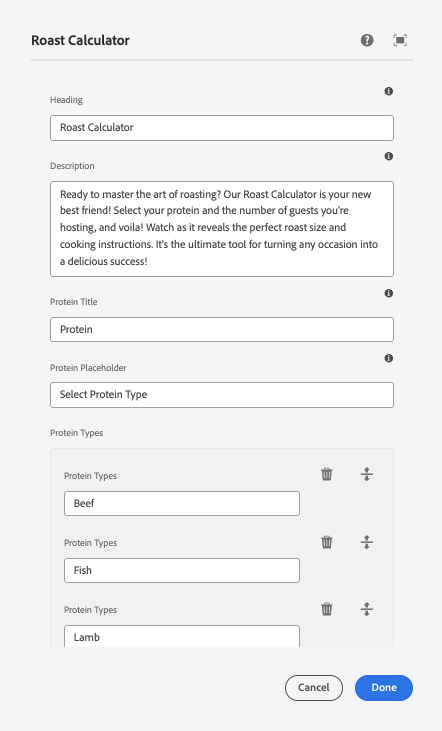 Roast Calculator
Heading
Roast Calculator
Description
Ready to master the art of roasting? Our Roast Calculator is your new
best friend! Select your protein and the number of guests you're
hosting, and voila! Watch as it reveals the perfect roast size and
cooking instructions. It's the ultimate tool for turning any occasion into
a delicious success!
Protein Title
Protein
Protein Placeholder
Select Protein Type
Protein Types
Protein Types
Beef
Protein Types
Fish
Protein Types
Lamb
Cancel
Done